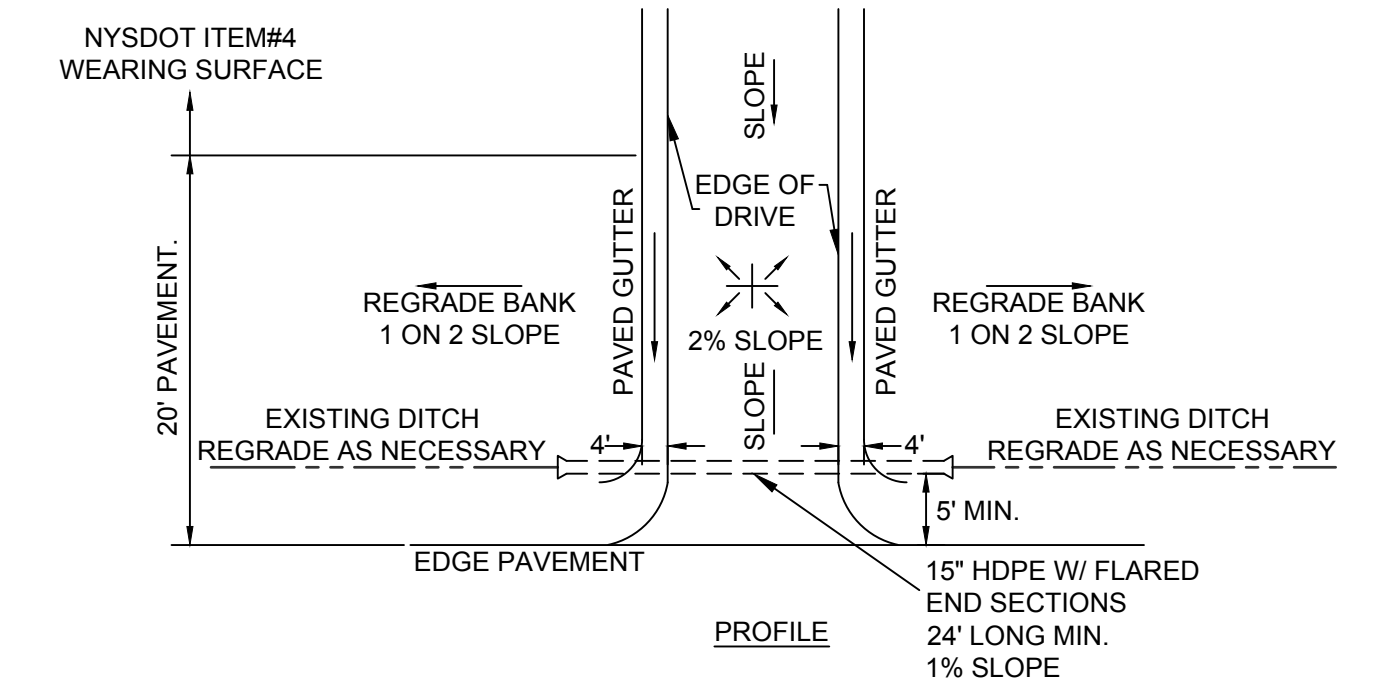 NYSDOT ITEM#4
WEARING SURFACE
SLOPE
EDGE OF
DRIVE
PAVED GUTTER
PAVED GUTTER
20' PAVEMENT.
REGRADE BANK
1 ON 2 SLOPE
2% SLOPE
REGRADE BANK
1 ON 2 SLOPE
SLOPE
EXISTING DITCH
REGRADE AS NECESSARY
4'
4'
EXISTING DITCH
REGRADE AS NECESSARY
5' MIN.
EDGE PAVEMENT
15" HDPE W/ FLARED
END SECTIONS
24' LONG MIN.
1% SLOPE
PROFILE